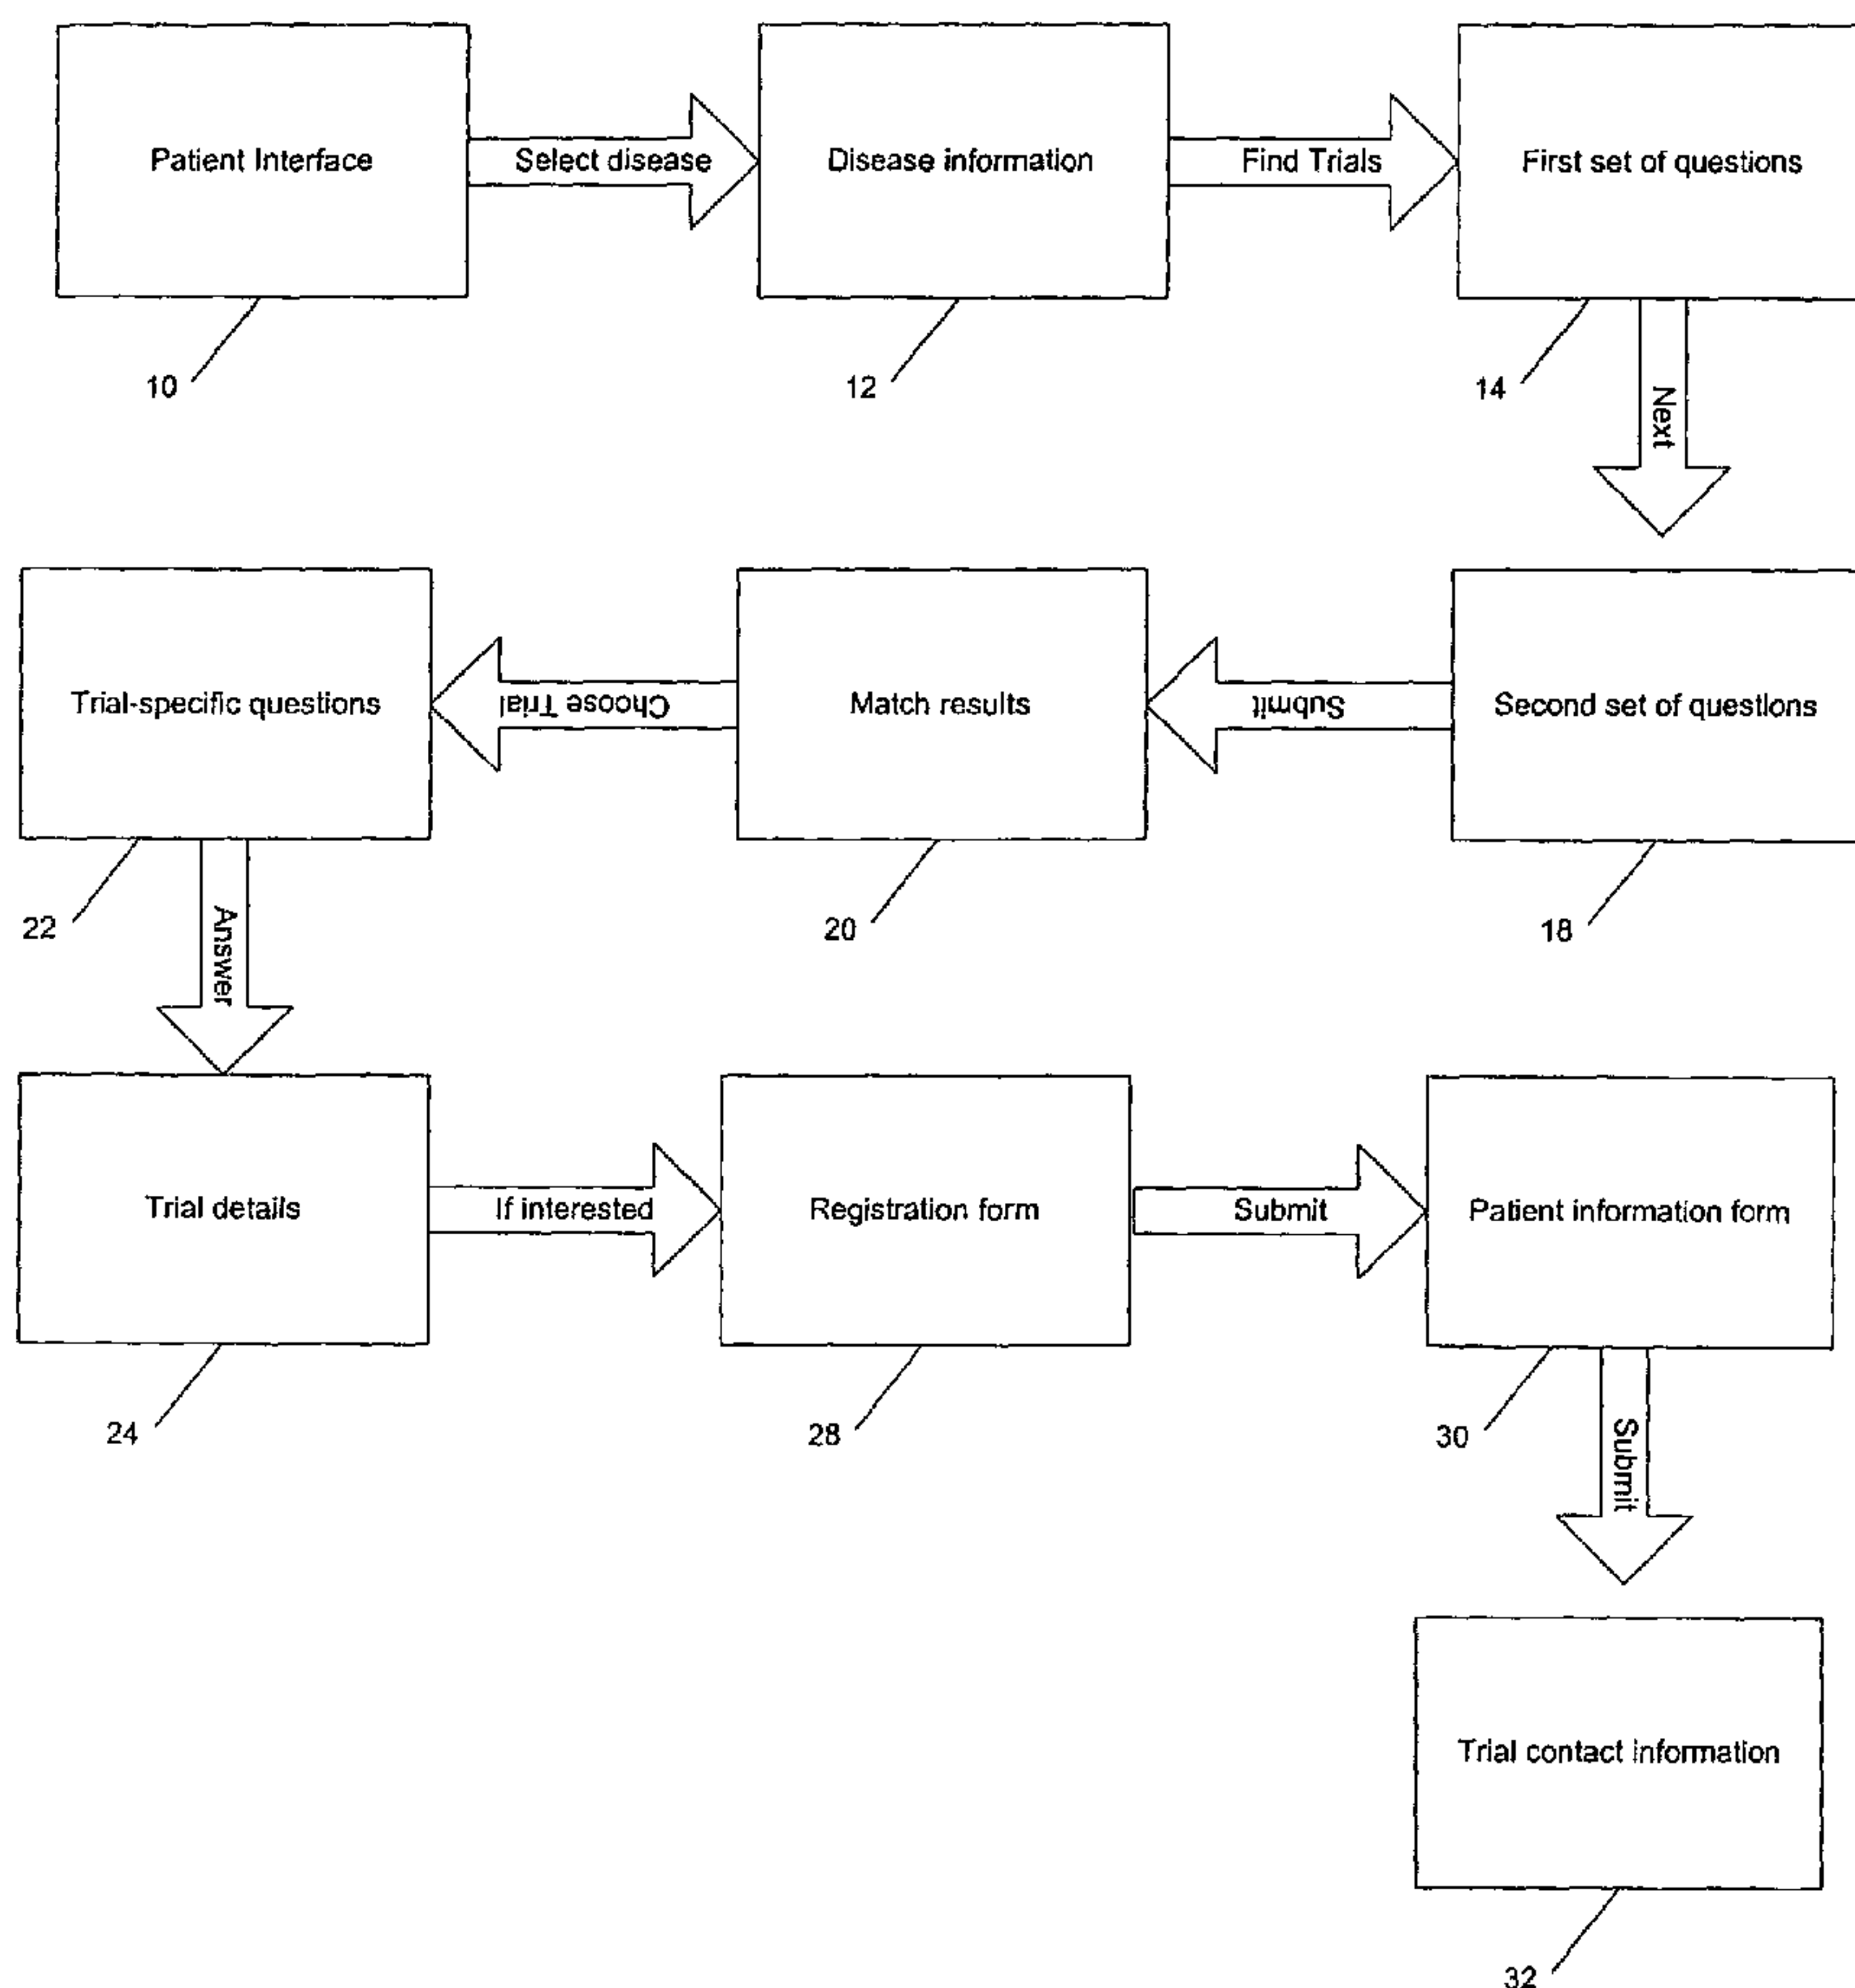 Patient Interface
Select disease
Disease information
Find Trials
First set of questions
10
12
14
Next
Trial-specific questions
Choose Trial
Match results
Submit
Second set of questions
22
20
18
Answer
Trial details
If interested
Registration form
Submit
Patient information form
24
28
30
Submit
Trial contact information
32